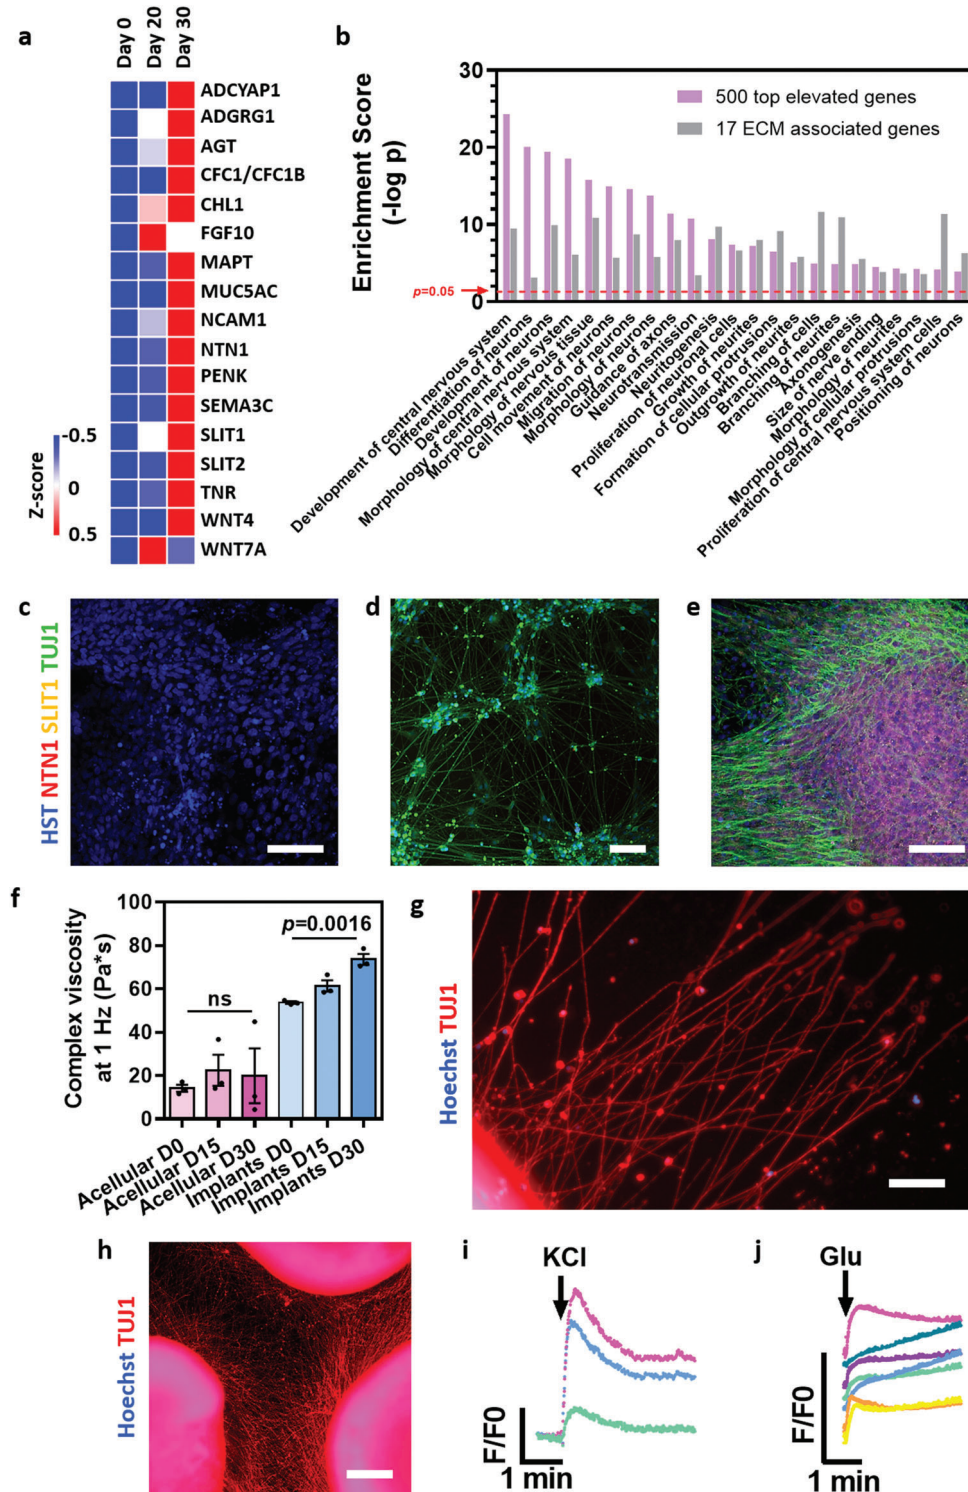 a
Day 0
Day 20
Day 30
ADCYAP1
ADGRG1
AGT
CFC1/CFC1B
CHL1
FGF10
MAPT
MUC5AC
NCAM1
NTN1
PENK
SEMA3C
SLIT1
SLIT2
TNR
WNT4
WNT7A
Z-score
-0.5
0
0.5
b
Enrichment Score
(-log p)
30
20
10
0
p=0.05
500 top elevated genes
17 ECM associated genes
Development of central nervous system
Differentiation of neurons
Development of neurons
Morphology of central nervous system
Development of central nervous tissue
Morphology of neurons
Cell movement of neurons
Migration of neurons
Morphology of neurons
Guidance of axons
Neurotransmission
Neuritogenesis
Proliferation of neuronal cells
Growth of neurites
Formation of cellular protrusions
Outgrowth of neurites
Branching of cells
Branching of neurites
Axonogenesis
Size of nerve ending
Morphology of neurites
Morphology of cellular protrusions
Proliferation of central nervous system cells
Positioning of neurons
c
HST NTN1 SLIT1 TUJ1
d
e
f
Complex viscosity
at 1 Hz (Pa*s)
100
80
60
40
20
0
ns
p=0.0016
Acellular D0
Acellular D15
Acellular D30
Implants D0
Implants D15
Implants D30
g
Hoechst TUJ1
h
Hoechst TUJ1
i
KCl
F/F0
1 min
j
Glu
F/F0
1 min